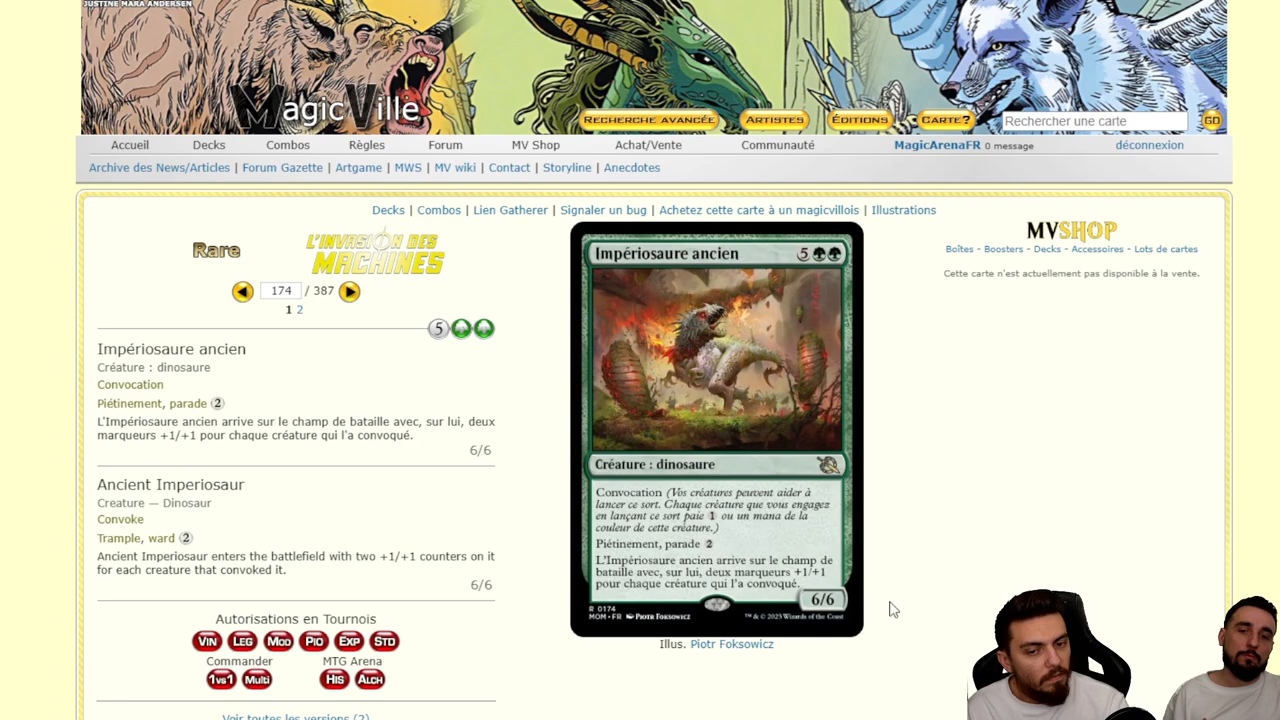 JUSTINE MARA ANDERSEN
MagicVille
RECHERCHE AVANCÉE
ARTISTES
ÉDITIONS
CARTE?
Rechercher une carte
GO
Accueil Decks Combos Règles Forum MV Shop Achat/Vente Communauté MagicArenaFR 0 message déconnexion
Archive des News/Articles | Forum Gazette | Artgame | MWS | MV wiki | Contact | Storyline | Anecdotes
Decks | Combos | Lien Gatherer | Signaler un bug | Achetez cette carte à un magicvillois | Illustrations
Rare
L'INVASION DES
MACHINES
174 / 387
1 2
5
Impériosaure ancien
Créature : dinosaure
Convocation
Piétinement, parade 2
L'Impériosaure ancien arrive sur le champ de bataille avec, sur lui, deux
marqueurs +1/+1 pour chaque créature qui l'a convoqué.
6/6
Ancient Imperiosaur
Creature — Dinosaur
Convoke
Trample, ward 2
Ancient Imperiosaur enters the battlefield with two +1/+1 counters on it
for each creature that convoked it.
6/6
Autorisations en Tournois
VIN LEG MOD PIO EXP STD
Commander MTG Arena
1vs1 Multi HIS ALCH
Voir toutes les versions (2)
Impériosaure ancien 5
Créature : dinosaure
Convocation (Vos créatures peuvent aider à
lancer ce sort. Chaque créature que vous engagez
en lançant ce sort paie 1 ou un mana de la
couleur de cette créature.)
Piétinement, parade 2
L'Impériosaure ancien arrive sur le champ de
bataille avec, sur lui, deux marqueurs +1/+1
pour chaque créature qui l'a convoqué.
6/6
R 0174
MOM • FR Piotr Foksowicz ™ & © 2023 Wizards of the Coast
Illus. Piotr Foksowicz
MVSHOP
Boîtes - Boosters - Decks - Accessoires - Lots de cartes
Cette carte n'est actuellement pas disponible à la vente.